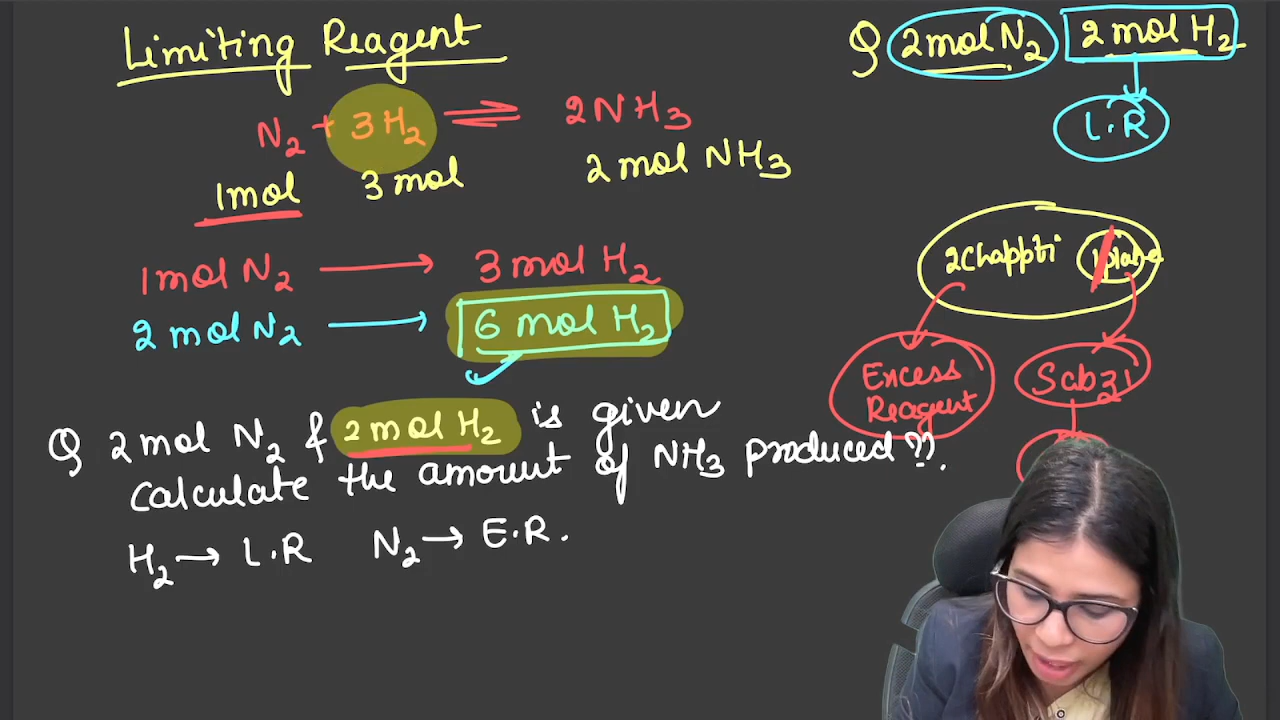 Limiting Reagent
N₂ + 3H₂ ⇌ 2NH₃
1mol 3 mol 2 mol NH₃
1mol N₂ → 3 mol H₂
2 mol N₂ → 6 mol H₂
Q 2 mol N₂ & 2 mol H₂ is given
Calculate the amount of NH₃ produced ??.
H₂ → L.R N₂ → E.R.
Q 2mol N₂ 2 mol H₂
L.R
2Chappti
Excess
Reagent
Sabzi